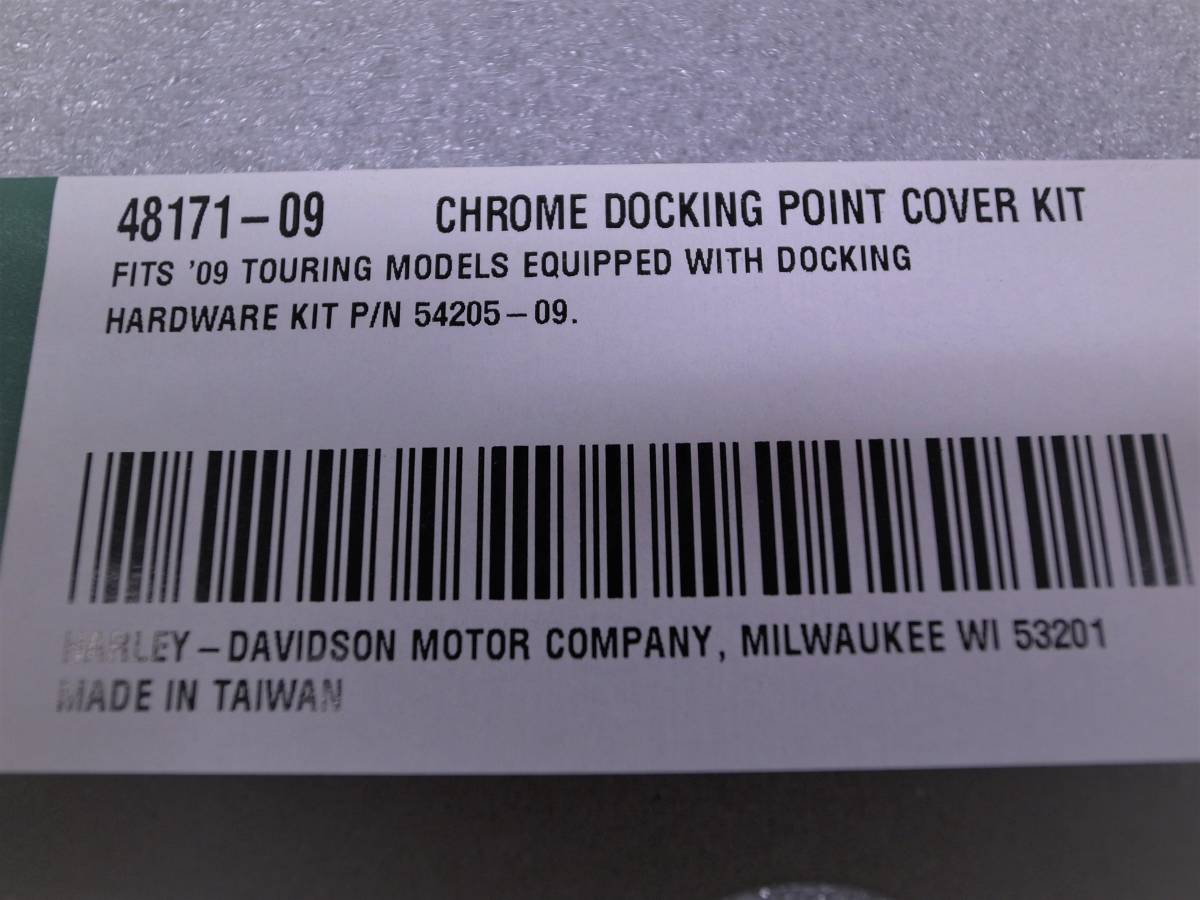 48171-09 CHROME DOCKING POINT COVER KIT
FITS '09 TOURING MODELS EQUIPPED WITH DOCKING
HARDWARE KIT P/N 54205-09.
HARLEY-DAVIDSON MOTOR COMPANY, MILWAUKEE WI 53201
MADE IN TAIWAN